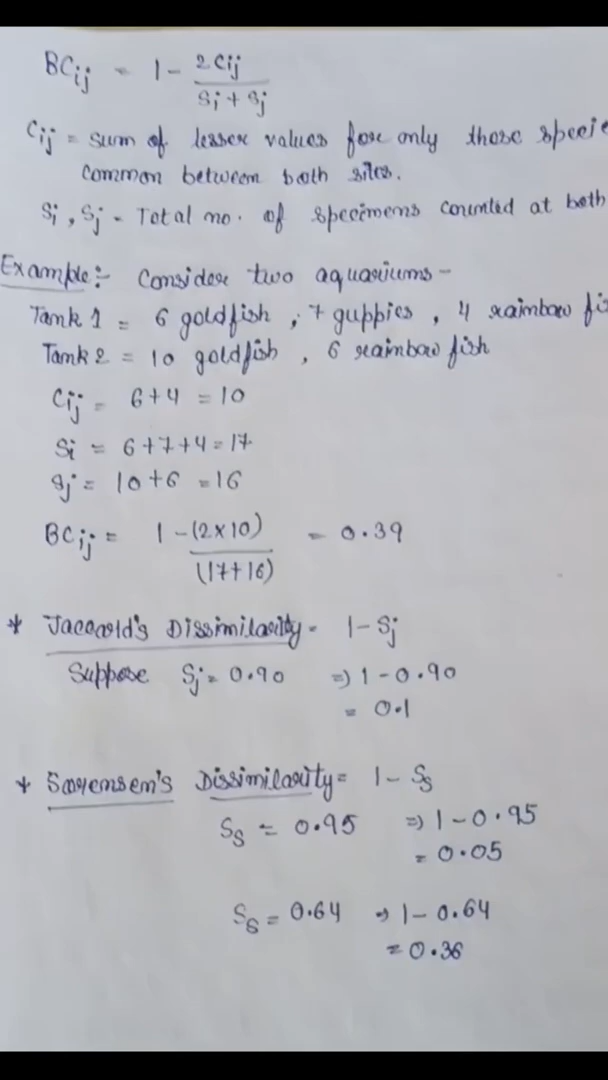 BCij = 1 - 2Cij / Si + Sj
Cij = Sum of lesser values for only those specie
common between both sites.
Si, Sj - Total no. of specimens counted at both
Example:- Consider two aquariums -
Tank 1 = 6 goldfish, 7 guppies, 4 rainbow fi
Tank 2 = 10 goldfish, 6 rainbow fish
Cij = 6+4 = 10
Si = 6+7+4 = 17
Sj = 10+6 = 16
BCij = 1 - (2×10) / (17+16) = 0.39
* Jaccard's Dissimilarity = 1 - Sj
Suppose Sj = 0.90 ⇒ 1 - 0.90
= 0.1
* Sorensen's Dissimilarity = 1 - Ss
Ss = 0.95 ⇒ 1 - 0.95
= 0.05
Ss = 0.64 ⇒ 1 - 0.64
= 0.36